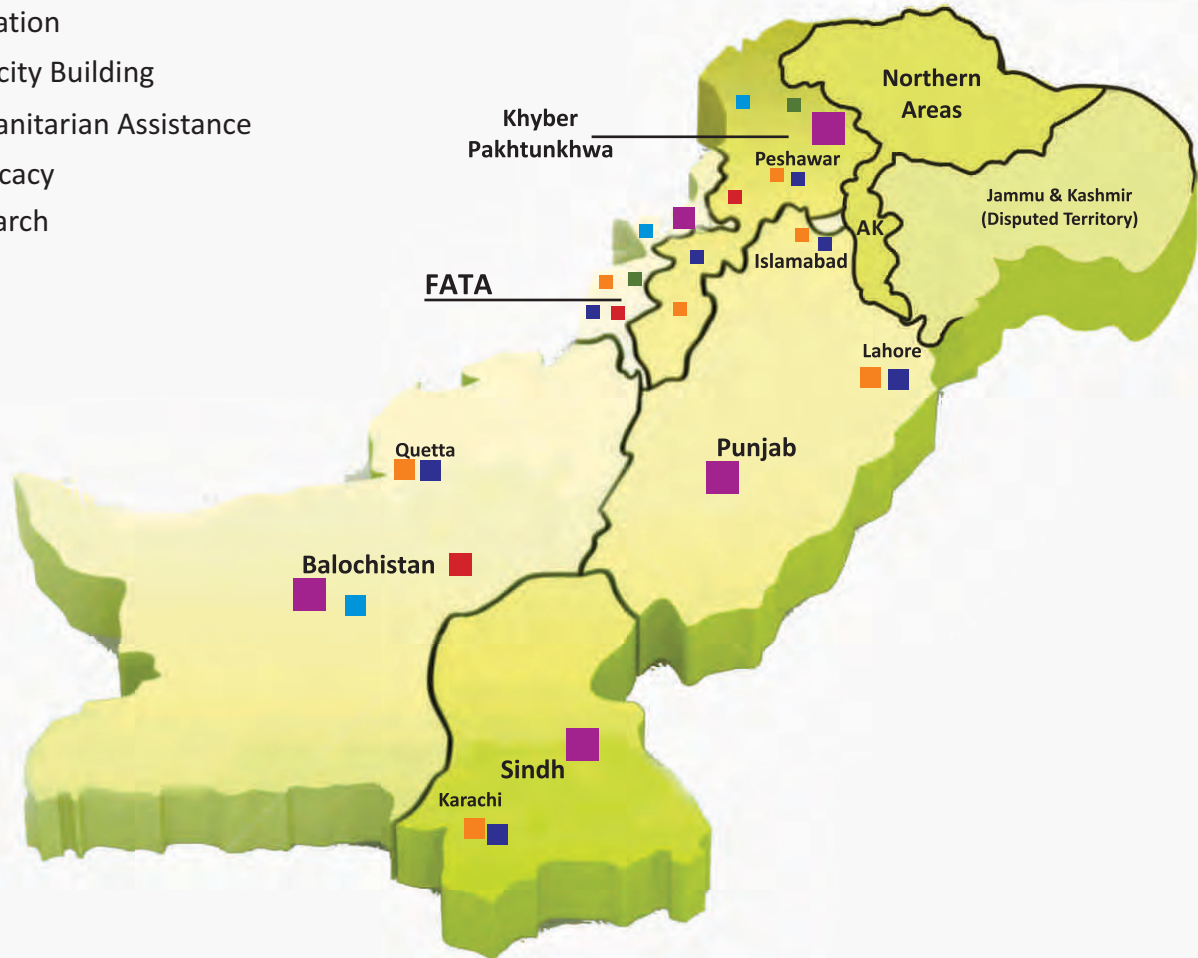 ation
city Building
anitarian Assistance
cacy
arch
Northern
Areas
Khyber
Pakhtunkhwa
Peshawar
Jammu & Kashmir
(Disputed Territory)
AK
Islamabad
FATA
Lahore
Quetta
Punjab
Balochistan
Sindh
Karachi